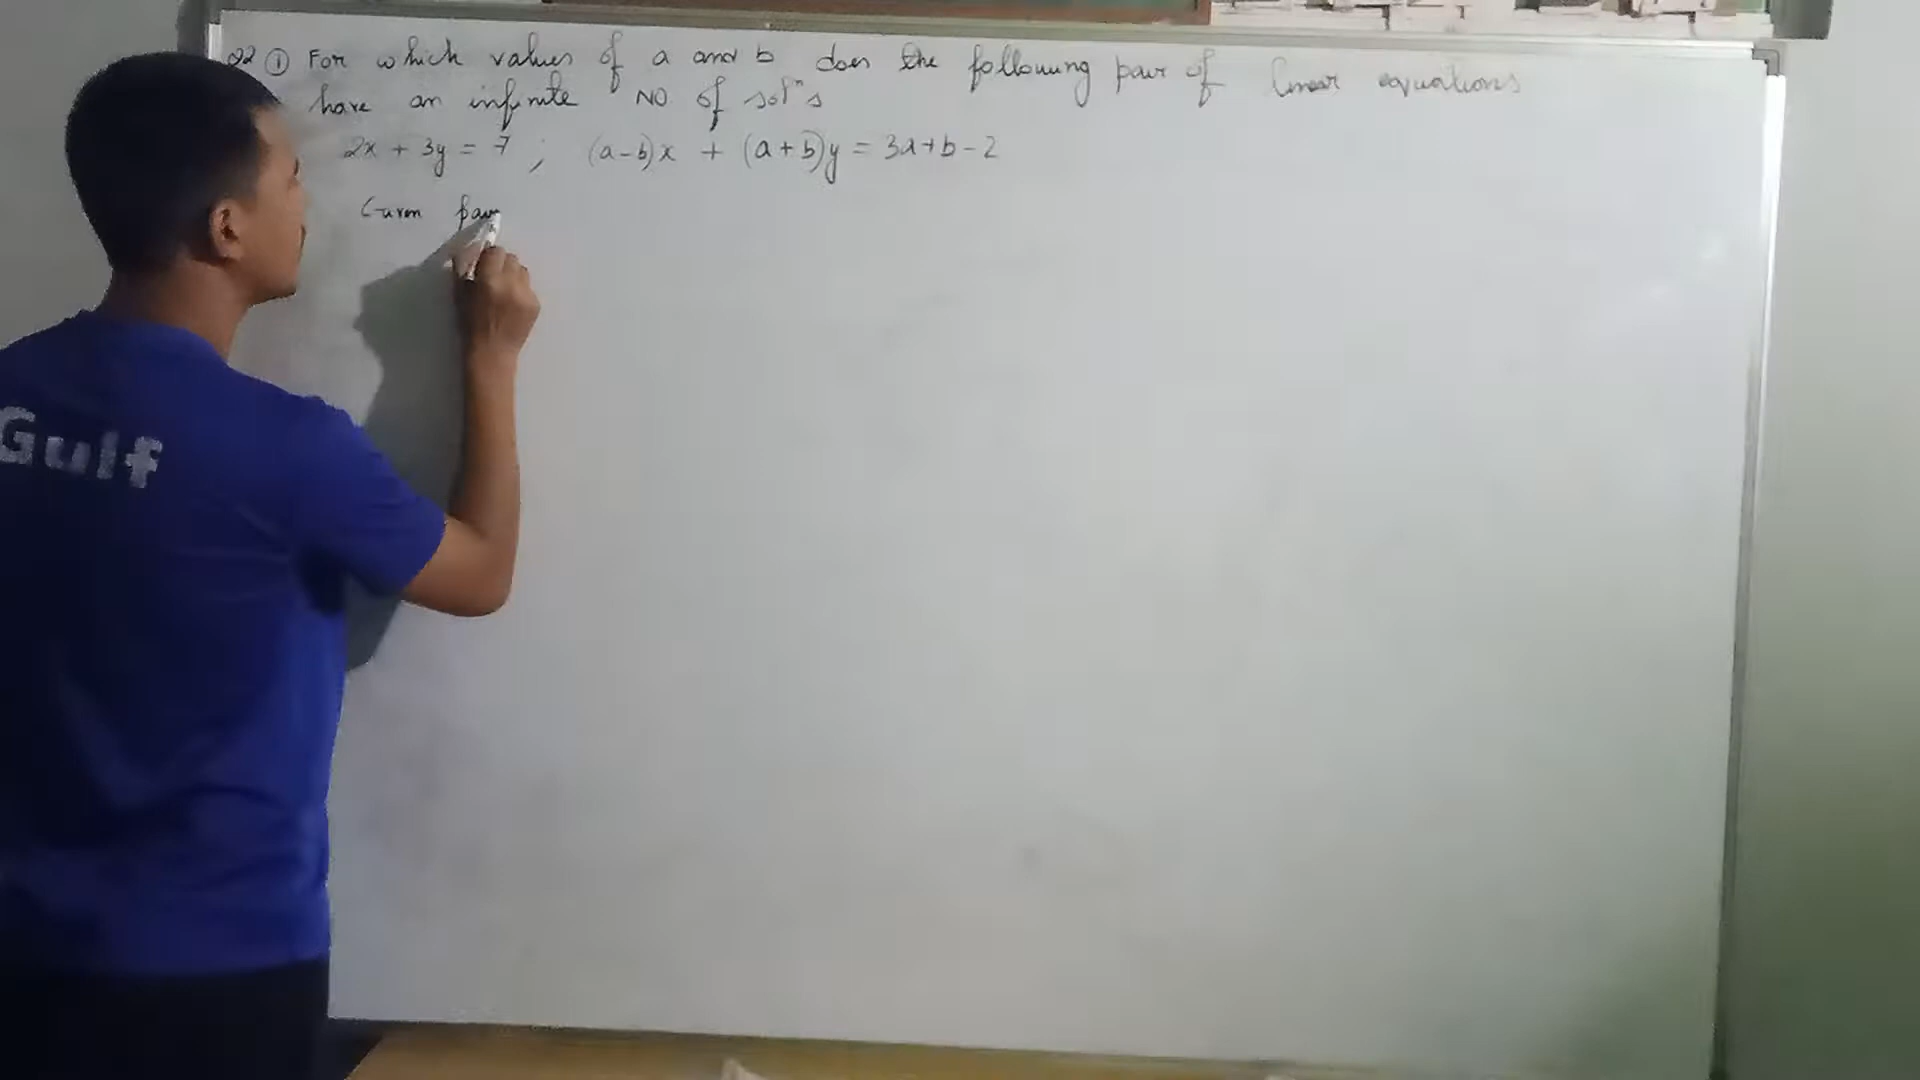 Q2 ① For which values of a and b does the following pair of linear equations
have an infinite NO. of solⁿs
2x + 3y = 7 ; (a-b)x + (a+b)y = 3a+b-2
Given pair
Gulf